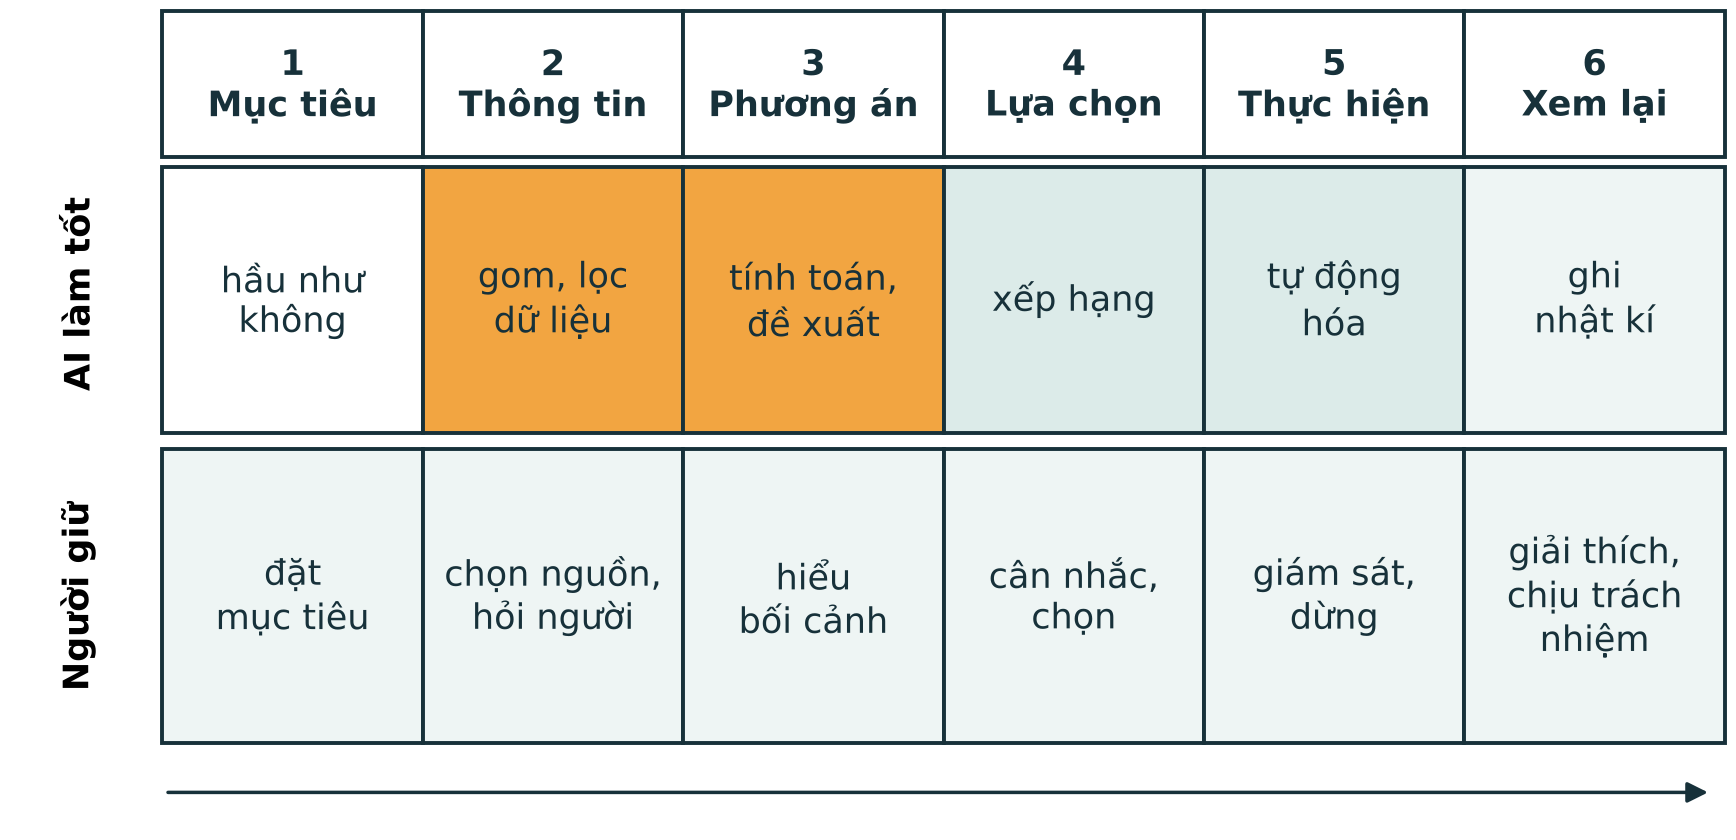 1
Mục tiêu
2
Thông tin
3
Phương án
4
Lựa chọn
5
Thực hiện
6
Xem lại
AI làm tốt
hầu như
không
gom, lọc
dữ liệu
tính toán,
đề xuất
xếp hạng
tự động
hóa
ghi
nhật kí
Người giữ
đặt
mục tiêu
chọn nguồn,
hỏi người
hiểu
bối cảnh
cân nhắc,
chọn
giám sát,
dừng
giải thích,
chịu trách
nhiệm